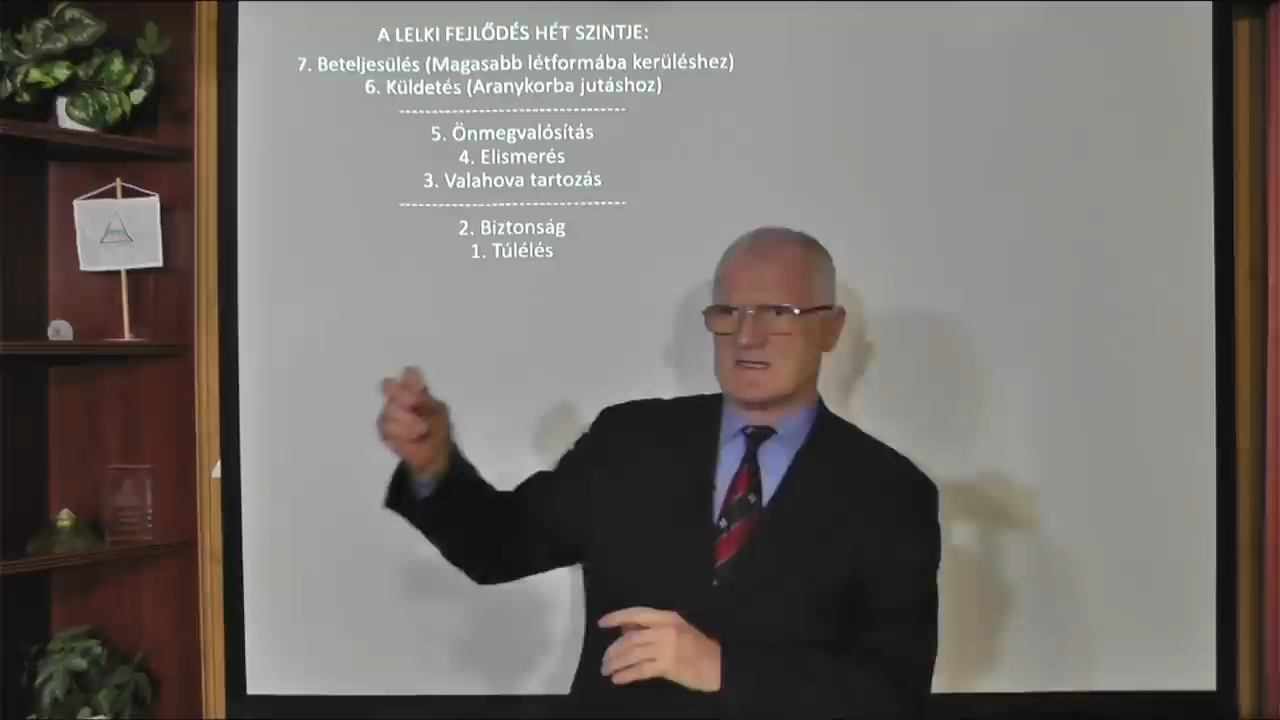 A LELKI FEJLŐDÉS HÉT SZINTJE:
7. Beteljesülés (Magasabb létformába kerüléshez)
6. Küldetés (Aranykorba jutáshoz)
------------------------------------
5. Önmegvalósítás
4. Elismerés
3. Valahova tartozás
------------------------------------
2. Biztonság
1. Túlélés